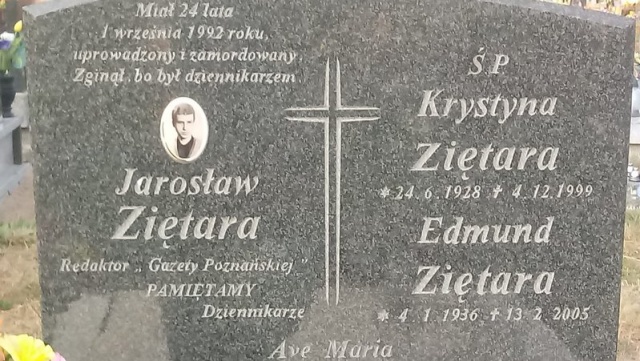 Miał 24 lata
1 września 1992 roku,
uprowadzony i zamordowany
Zginął, bo był dziennikarzem
Jarosław
Ziętara
Redaktor „Gazety Poznańskiej"
PAMIĘTAMY
Dziennikarze
Ś P
Krystyna
Ziętara
* 24. 6. 1928 ✝ 4. 12. 1999
Edmund
Ziętara
* 4. 1. 1936 ✝ 13. 2. 2005
Ave Maria